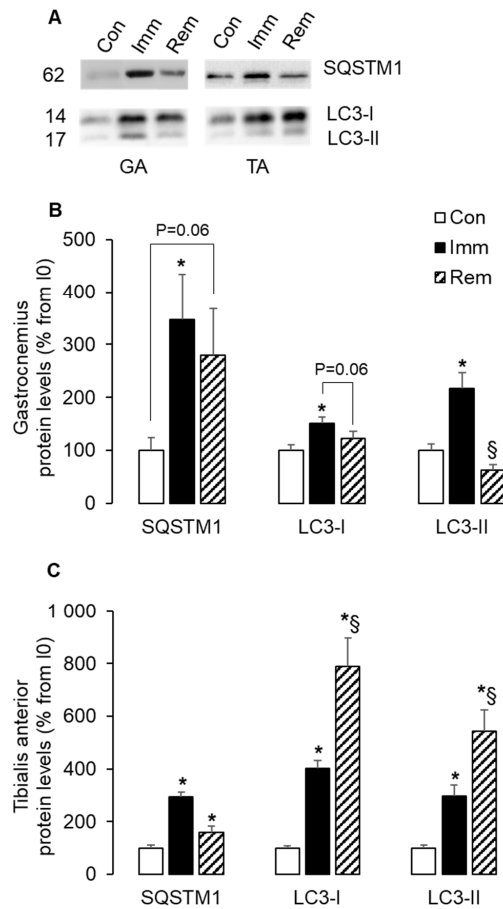 A
Con Imm Rem Con Imm Rem
62 SQSTM1
14 LC3-I
17 LC3-II
GA TA
B
Con
Imm
Rem
Gastrocnemius
protein levels (% from I0)
500
400
300
200
100
0
P=0.06
*
P=0.06
*
*
§
SQSTM1 LC3-I LC3-II
C
Tibialis anterior
protein levels (% from I0)
1 000
800
600
400
200
0
*
*
*
*§
*
*§
SQSTM1 LC3-I LC3-II